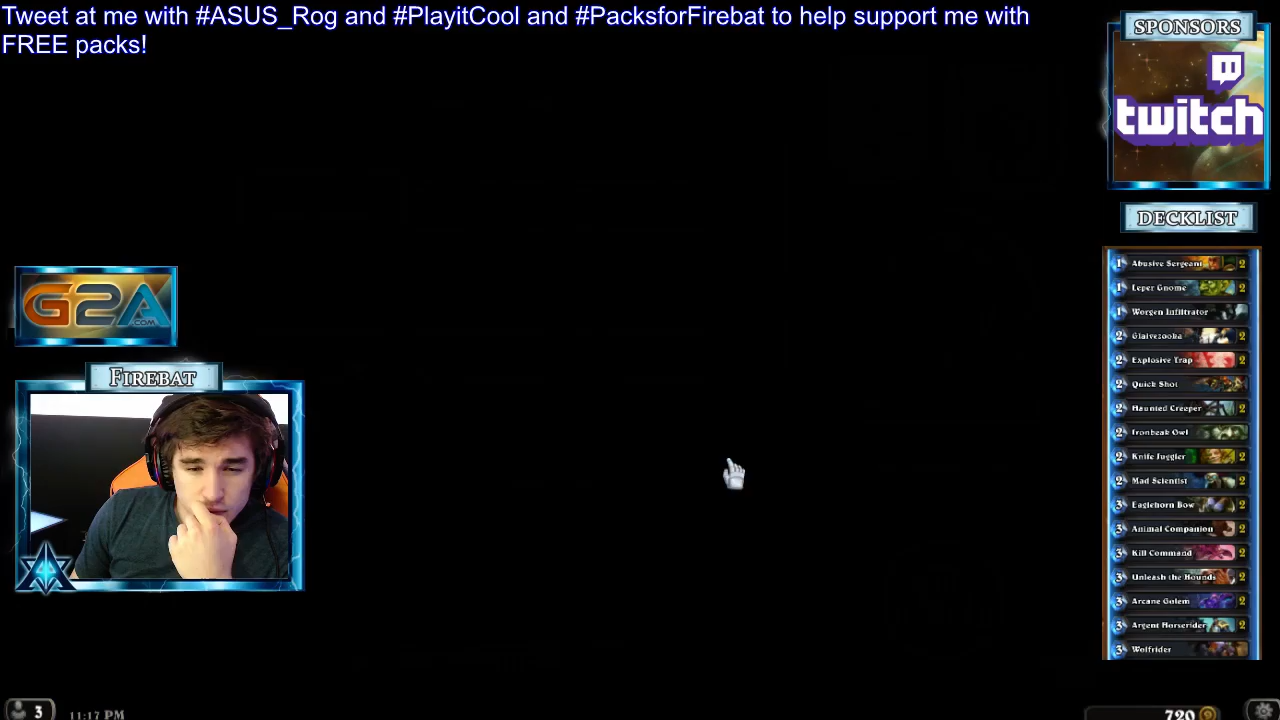 Tweet at me with #ASUS_Rog and #PlayitCool and #PacksforFirebat to help support me with
FREE packs!
SPONSORS
twitch
DECKLIST
1 Abusive Sergeant 2
1 Leper Gnome 2
1 Worgen Infiltrator
2 Glaivezooka 2
2 Explosive Trap 2
2 Quick Shot 2
2 Haunted Creeper 2
2 Ironbeak Owl
2 Knife Juggler 2
2 Mad Scientist 2
3 Eaglehorn Bow 2
3 Animal Companion 2
3 Kill Command 2
3 Unleash the Hounds 2
3 Arcane Golem 2
3 Argent Horserider 2
3 Wolfrider
G2A
.COM
FIREBAT
3
11:17 PM
720